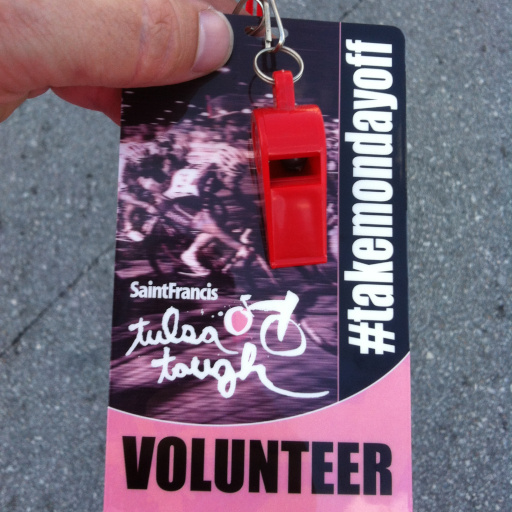 #takemondayoff
SaintFrancis
tulsa
tough
VOLUNTEER